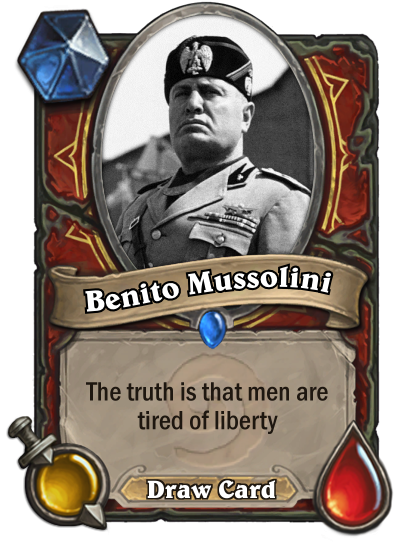 Benito Mussolini
The truth is that men are
tired of liberty
Draw Card